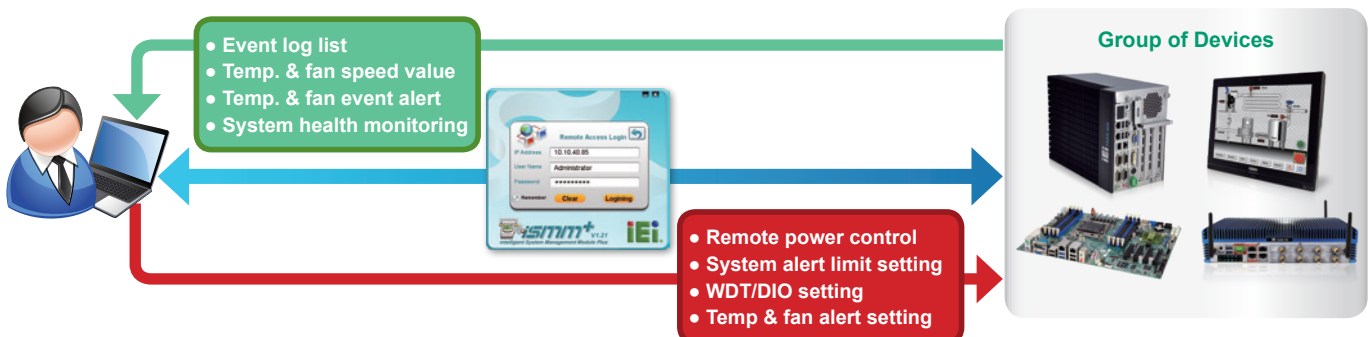 ● Event log list
● Temp. & fan speed value
● Temp. & fan event alert
● System health monitoring
Group of Devices
Remote Access Login
IP Address 10.10.40.85
User Name Administrator
Password *********
Remember Clear Logining
iSMM+ V1.21
intelligent System Management Module Plus
iEi
● Remote power control
● System alert limit setting
● WDT/DIO setting
● Temp & fan alert setting